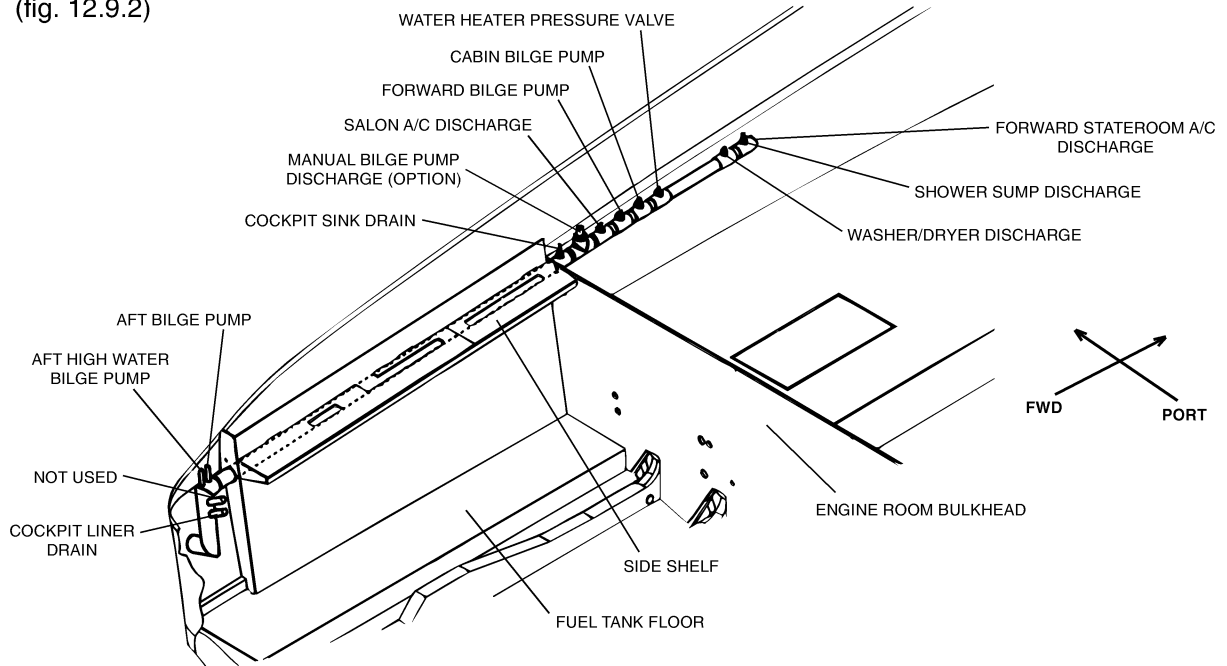 (fig. 12.9.2)
WATER HEATER PRESSURE VALVE
CABIN BILGE PUMP
FORWARD BILGE PUMP
SALON A/C DISCHARGE
MANUAL BILGE PUMP
DISCHARGE (OPTION)
COCKPIT SINK DRAIN
FORWARD STATEROOM A/C
DISCHARGE
SHOWER SUMP DISCHARGE
WASHER/DRYER DISCHARGE
AFT BILGE PUMP
AFT HIGH WATER
BILGE PUMP
FWD
PORT
NOT USED
COCKPIT LINER
DRAIN
ENGINE ROOM BULKHEAD
SIDE SHELF
FUEL TANK FLOOR